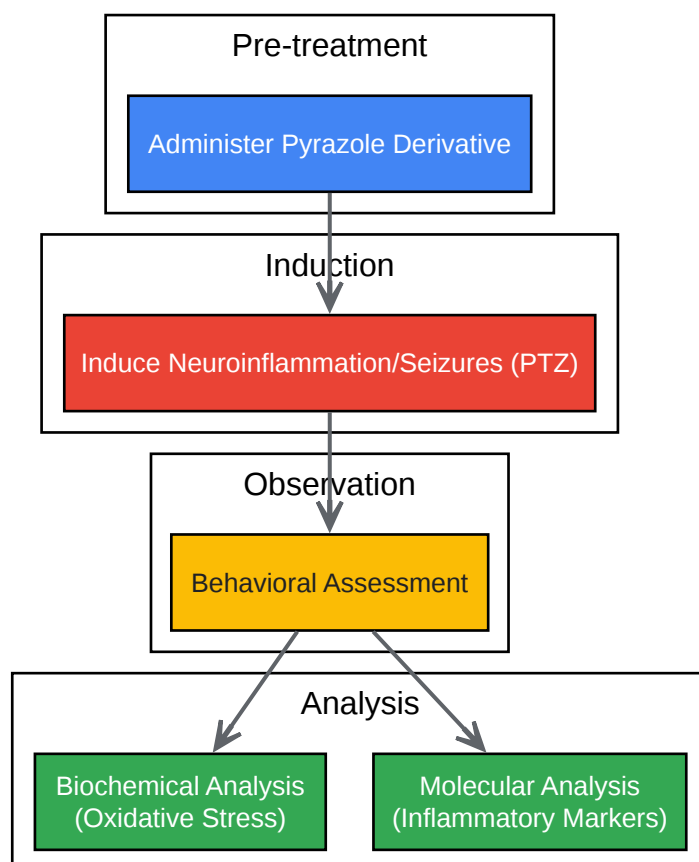 Pre-treatment
Administer Pyrazole Derivative
Induction
Induce Neuroinflammation/Seizures (PTZ)
Observation
Behavioral Assessment
Analysis
Biochemical Analysis
(Oxidative Stress)
Molecular Analysis
(Inflammatory Markers)